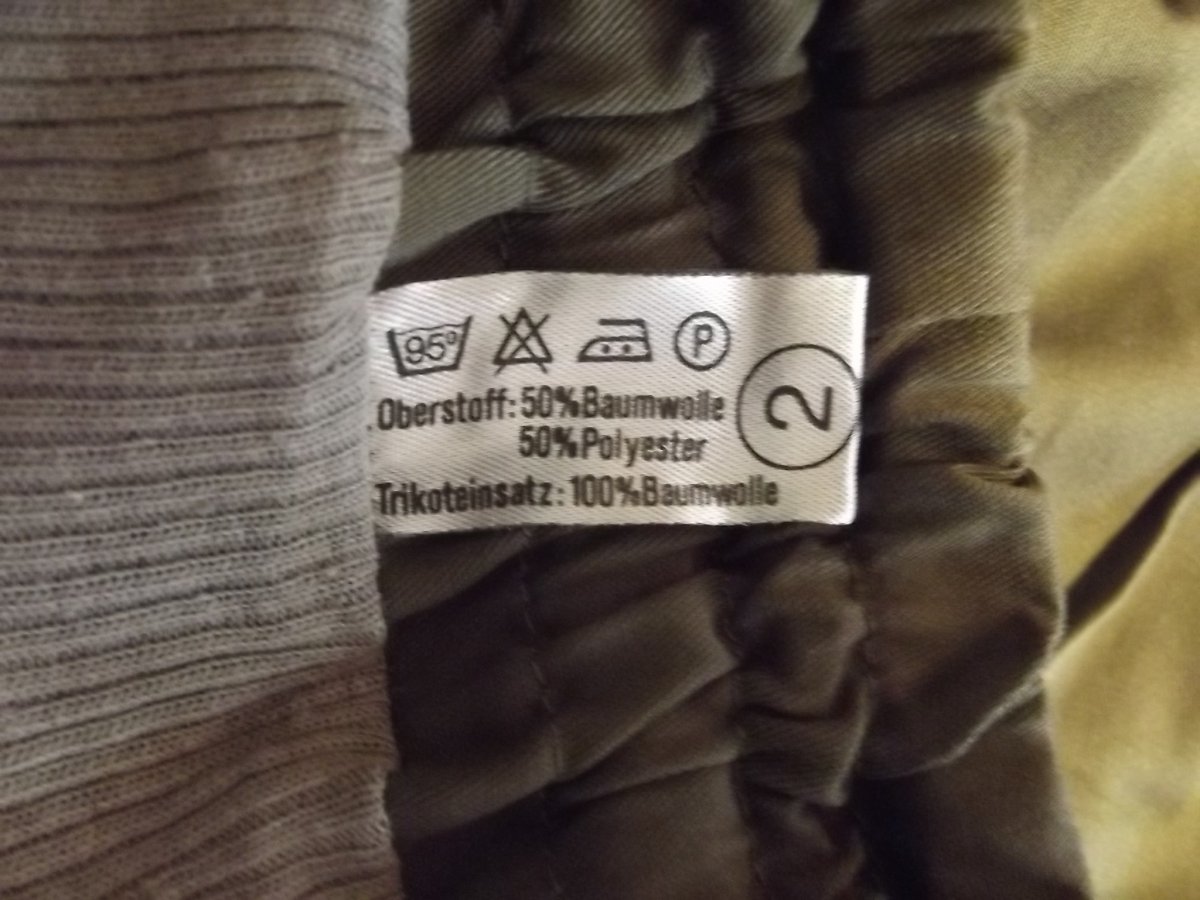 95°
P
Oberstoff: 50%Baumwolle
50%Polyester
2
Trikoteinsatz: 100%Baumwolle